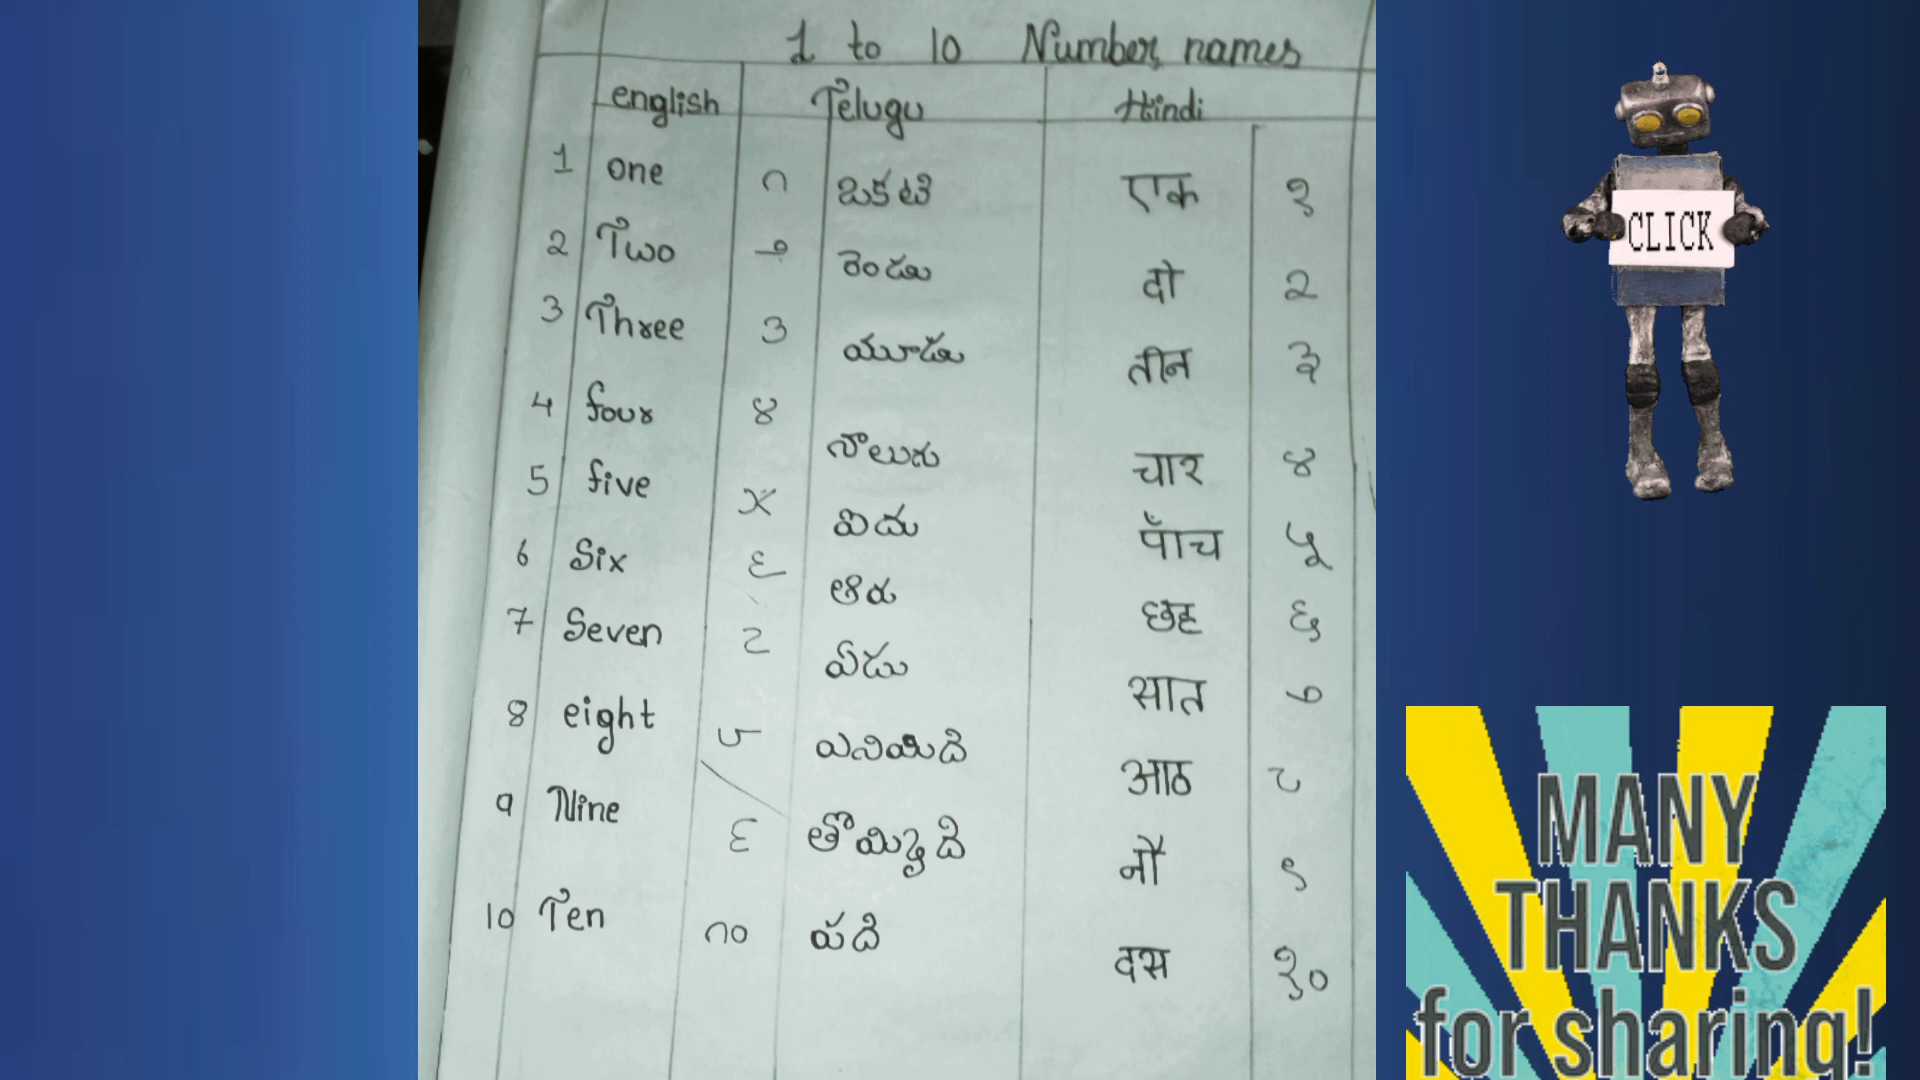 1 to 10 Number names
english Telugu Hindi
1 one ౧ ఒకటి एक १
2 Two ౨ రెండు दो २
3 Three 3 మూడు तीन ३
4 four ౪ నాలుగు चार ४
5 five ౫ ఐదు पाँच ५
6 Six ౬ ఆరు छह ६
7 Seven ౭ ఏడు सात ७
8 eight ౮ ఎనిమిది आठ ८
9 Nine ౯ తొమ్మిది नौ ९
10 Ten ౧౦ పది दस १०
CLICK
MANY
THANKS
for sharing!